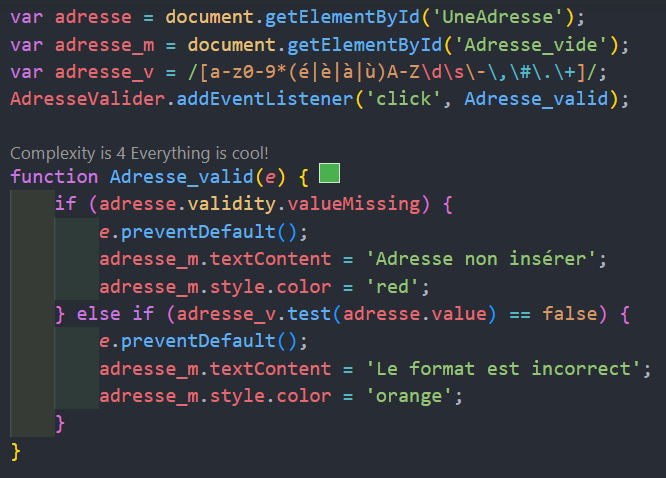 var adresse = document.getElementById('UneAdresse');
var adresse_m = document.getElementById('Adresse_vide');
var adresse_v = /[a-z0-9*(é|è|à|ù)A-Z\d\s\-\,\#\.\+]/;
AdresseValider.addEventListener('click', Adresse_valid);
Complexity is 4 Everything is cool!
function Adresse_valid(e) {
if (adresse.validity.valueMissing) {
e.preventDefault();
adresse_m.textContent = 'Adresse non insérer';
adresse_m.style.color = 'red';
} else if (adresse_v.test(adresse.value) == false) {
e.preventDefault();
adresse_m.textContent = 'Le format est incorrect';
adresse_m.style.color = 'orange';
}
}